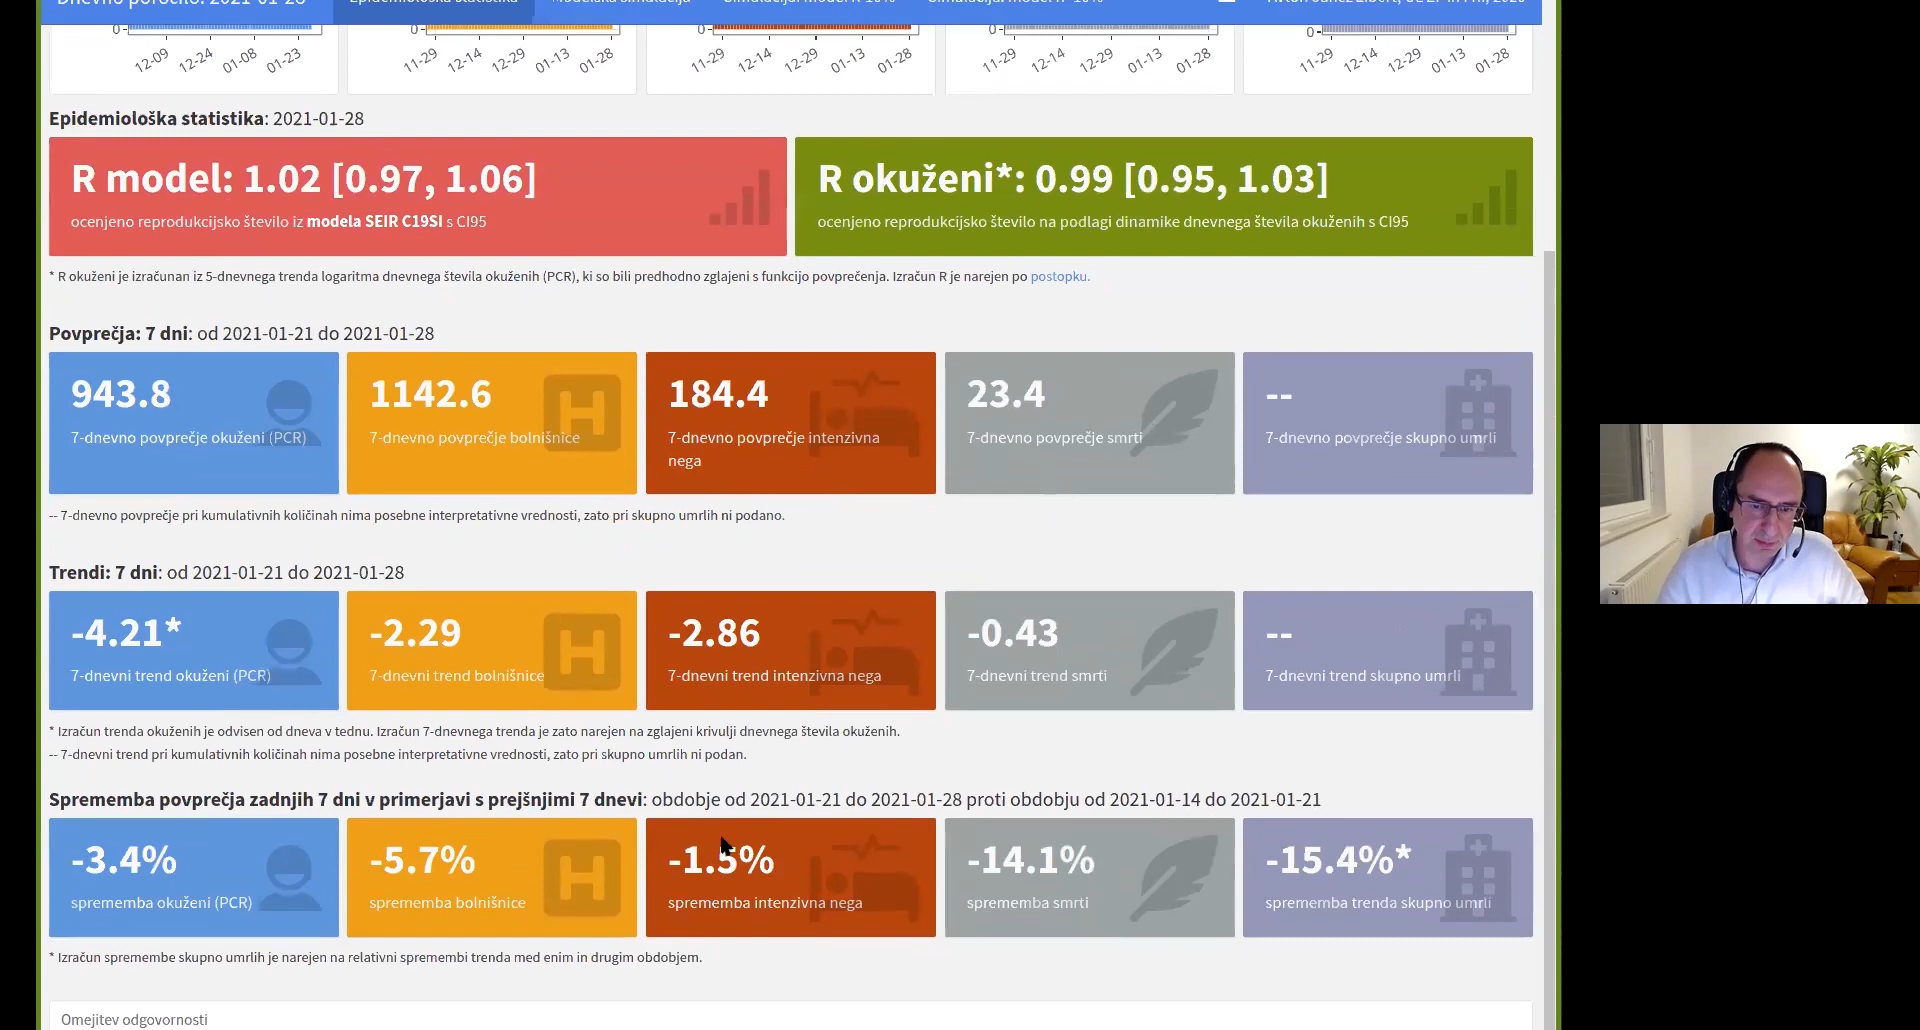 Dnevno poročilo: 2021-01-28
Epidemiološka statistika
Modelska simulacija
0
12-09 12-24 01-08 01-23
0
11-29 12-14 12-29 01-13 01-28
0
11-29 12-14 12-29 01-13 01-28
0
11-29 12-14 12-29 01-13 01-28
0
11-29 12-14 12-29 01-13 01-28
Epidemiološka statistika: 2021-01-28
R model: 1.02 [0.97, 1.06]
ocenjeno reprodukcijsko število iz modela SEIR C19SI s CI95
R okuženi*: 0.99 [0.95, 1.03]
ocenjeno reprodukcijsko število na podlagi dinamike dnevnega števila okuženih s CI95
* R okuženi je izračunan iz 5-dnevnega trenda logaritma dnevnega števila okuženih (PCR), ki so bili predhodno zglajeni s funkcijo povprečenja. Izračun R je narejen po postopku.
Povprečja: 7 dni: od 2021-01-21 do 2021-01-28
943.8
7-dnevno povprečje okuženi (PCR)
1142.6
7-dnevno povprečje bolnišnice
184.4
7-dnevno povprečje intenzivna
nega
23.4
7-dnevno povprečje smrti
--
7-dnevno povprečje skupno umrli
-- 7-dnevno povprečje pri kumulativnih količinah nima posebne interpretativne vrednosti, zato pri skupno umrlih ni podano.
Trendi: 7 dni: od 2021-01-21 do 2021-01-28
-4.21*
7-dnevni trend okuženi (PCR)
-2.29
7-dnevni trend bolnišnice
-2.86
7-dnevni trend intenzivna nega
-0.43
7-dnevni trend smrti
--
7-dnevni trend skupno umrli
* Izračun trenda okuženih je odvisen od dneva v tednu. Izračun 7-dnevnega trenda je zato narejen na zglajeni krivulji dnevnega števila okuženih.
-- 7-dnevni trend pri kumulativnih količinah nima posebne interpretativne vrednosti, zato pri skupno umrlih ni podan.
Sprememba povprečja zadnjih 7 dni v primerjavi s prejšnjimi 7 dnevi: obdobje od 2021-01-21 do 2021-01-28 proti obdobju od 2021-01-14 do 2021-01-21
-3.4%
sprememba okuženi (PCR)
-5.7%
sprememba bolnišnice
-1.5%
sprememba intenzivna nega
-14.1%
sprememba smrti
-15.4%*
sprememba trenda skupno umrli
* Izračun spremembe skupno umrlih je narejen na relativni spremembi trenda med enim in drugim obdobjem.
Omejitev odgovornosti